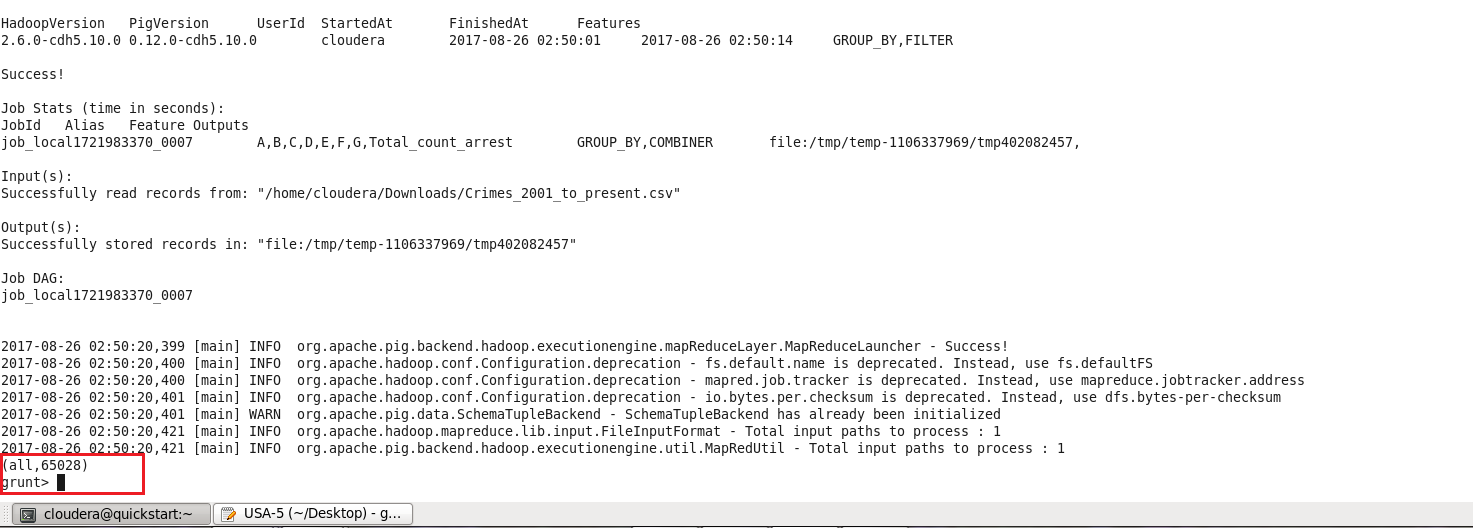 HadoopVersion PigVersion UserId StartedAt FinishedAt Features
2.6.0-cdh5.10.0 0.12.0-cdh5.10.0 cloudera 2017-08-26 02:50:01 2017-08-26 02:50:14 GROUP_BY,FILTER
Success!
Job Stats (time in seconds):
JobId Alias Feature Outputs
job_local1721983370_0007 A,B,C,D,E,F,G,Total_count_arrest GROUP_BY,COMBINER file:/tmp/temp-1106337969/tmp402082457,
Input(s):
Successfully read records from: "/home/cloudera/Downloads/Crimes_2001_to_present.csv"
Output(s):
Successfully stored records in: "file:/tmp/temp-1106337969/tmp402082457"
Job DAG:
job_local1721983370_0007
2017-08-26 02:50:20,399 [main] INFO org.apache.pig.backend.hadoop.executionengine.mapReduceLayer.MapReduceLauncher - Success!
2017-08-26 02:50:20,400 [main] INFO org.apache.hadoop.conf.Configuration.deprecation - fs.default.name is deprecated. Instead, use fs.defaultFS
2017-08-26 02:50:20,400 [main] INFO org.apache.hadoop.conf.Configuration.deprecation - mapred.job.tracker is deprecated. Instead, use mapreduce.jobtracker.address
2017-08-26 02:50:20,401 [main] INFO org.apache.hadoop.conf.Configuration.deprecation - io.bytes.per.checksum is deprecated. Instead, use dfs.bytes-per-checksum
2017-08-26 02:50:20,401 [main] WARN org.apache.pig.data.SchemaTupleBackend - SchemaTupleBackend has already been initialized
2017-08-26 02:50:20,421 [main] INFO org.apache.hadoop.mapreduce.lib.input.FileInputFormat - Total input paths to process : 1
2017-08-26 02:50:20,421 [main] INFO org.apache.pig.backend.hadoop.executionengine.util.MapRedUtil - Total input paths to process : 1
(all,65028)
grunt>
cloudera@quickstart:~ USA-5 (~/Desktop) - g...